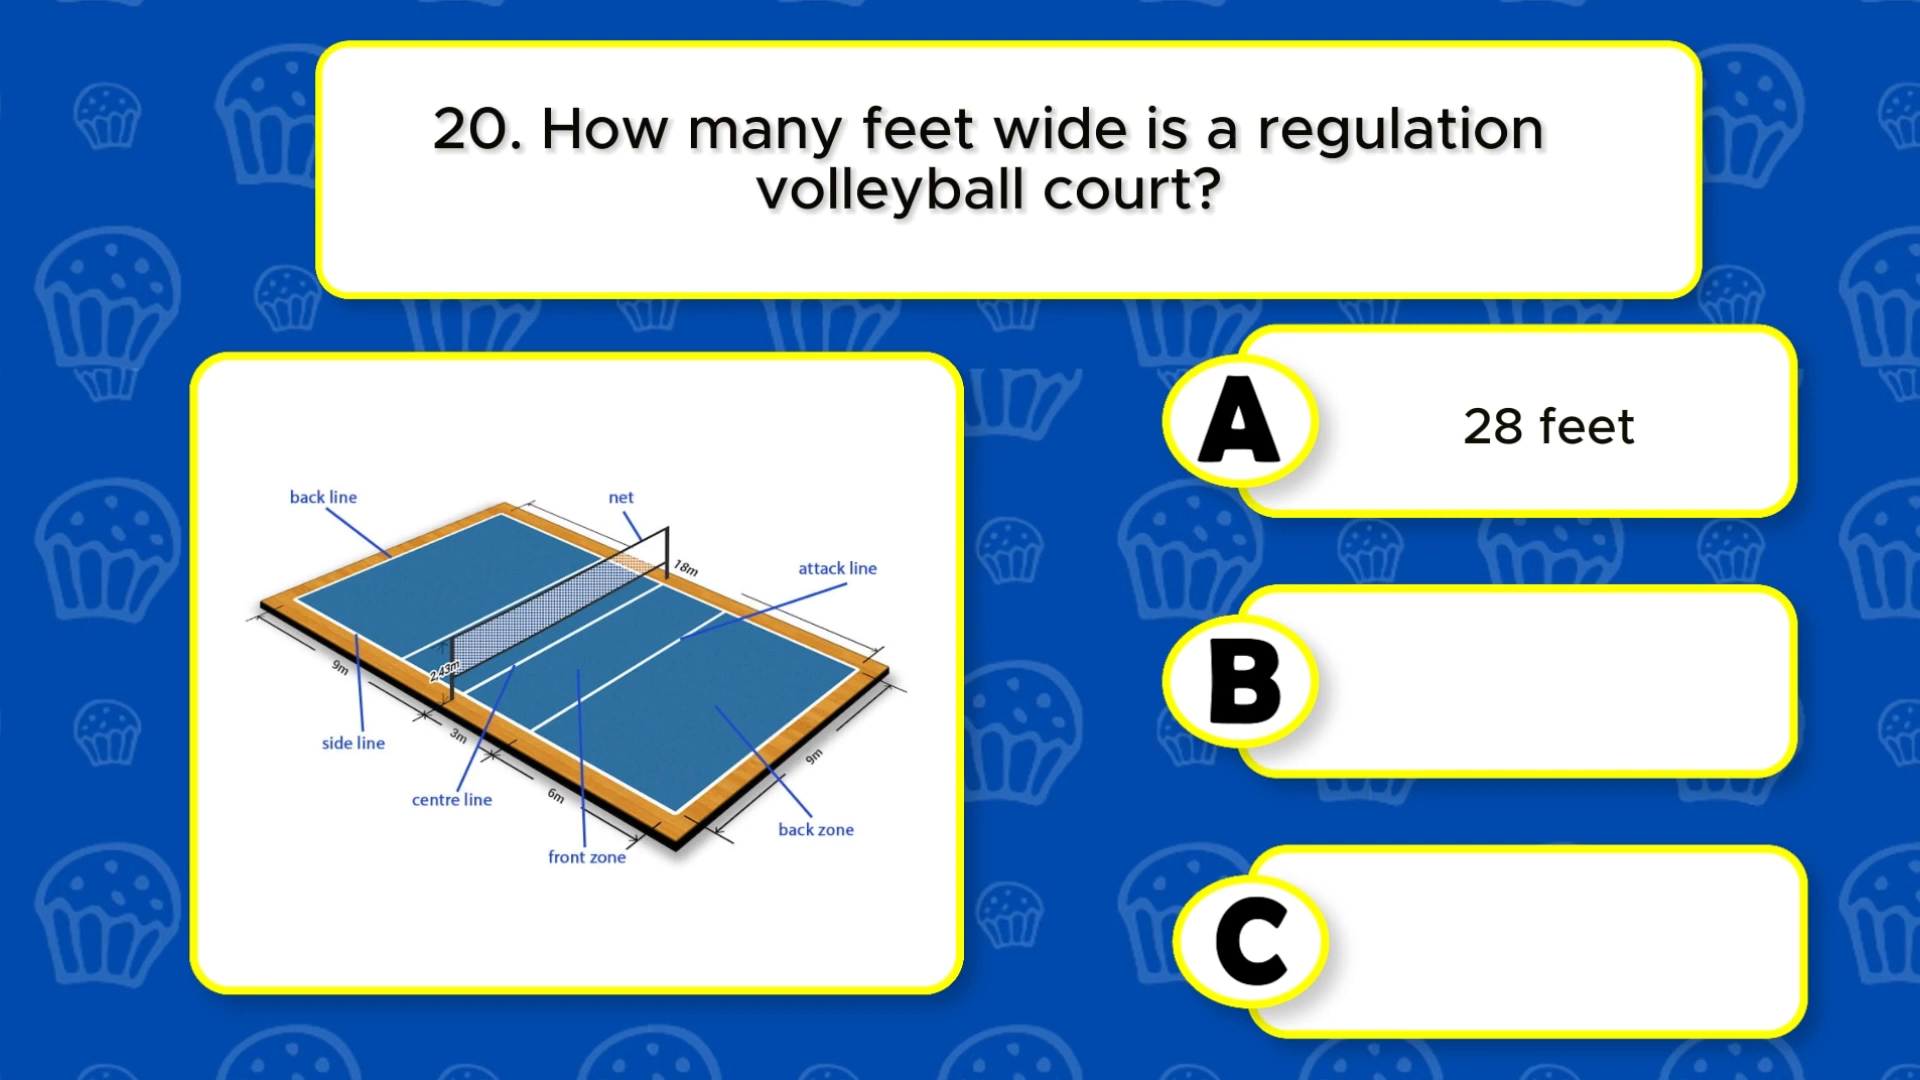 20. How many feet wide is a regulation
volleyball court?
A
28 feet
back line
net
18m
attack line
9m
2,43m
side line
3m
9m
centre line
6m
back zone
front zone
B
C